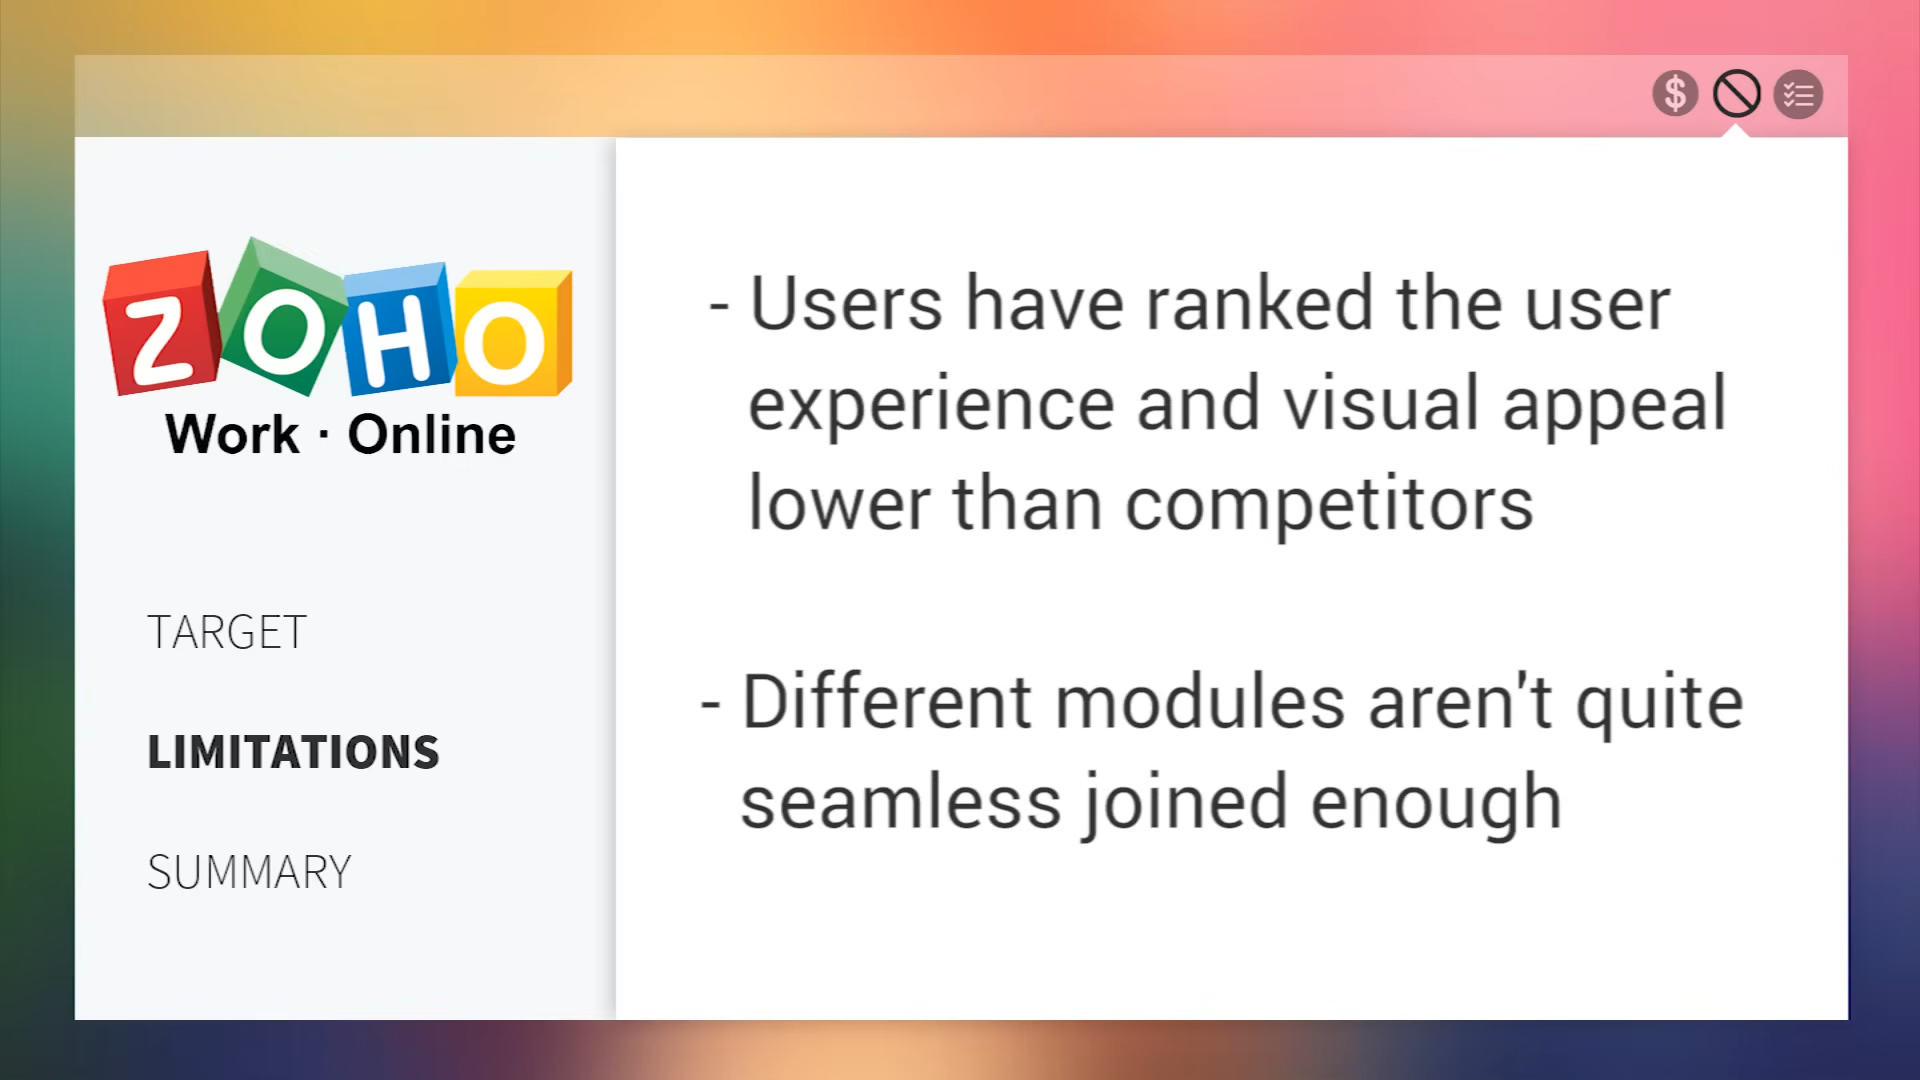 ZOHO
Work · Online
TARGET
LIMITATIONS
SUMMARY
$
- Users have ranked the user
experience and visual appeal
lower than competitors
- Different modules aren't quite
seamless joined enough